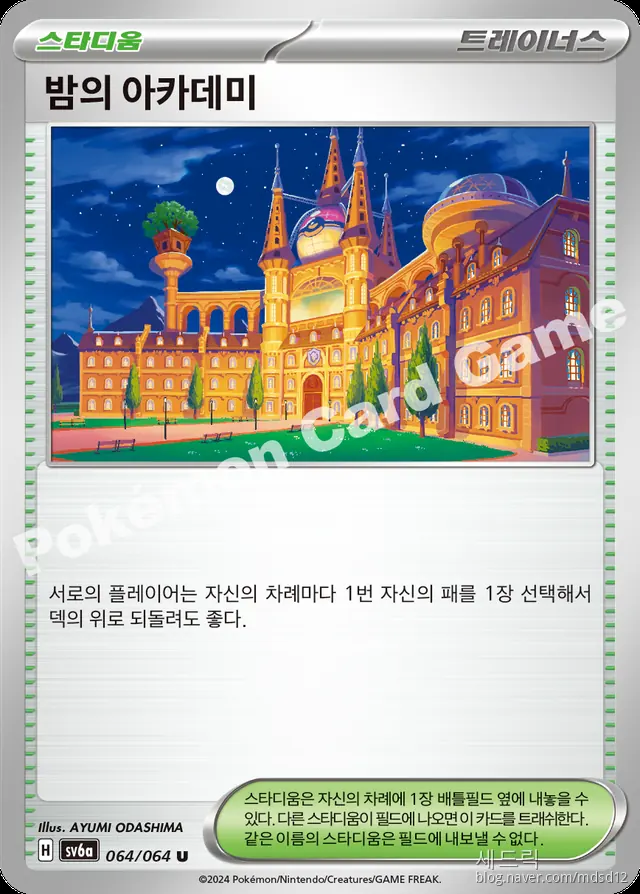 스타디움
트레이너스
밤의 아카데미
Pokémon Card Game
서로의 플레이어는 자신의 차례마다 1번 자신의 패를 1장 선택해서
덱의 위로 되돌려도 좋다.
스타디움은 자신의 차례에 1장 배틀필드 옆에 내놓을 수
있다. 다른 스타디움이 필드에 나오면 이 카드를 트래쉬한다.
같은 이름의 스타디움은 필드에 내보낼 수 없다.
Illus. AYUMI ODASHIMA
H sv6a 064/064 U
©2024 Pokémon/Nintendo/Creatures/GAME FREAK.
세드릭
blog.naver.com/mdsd12